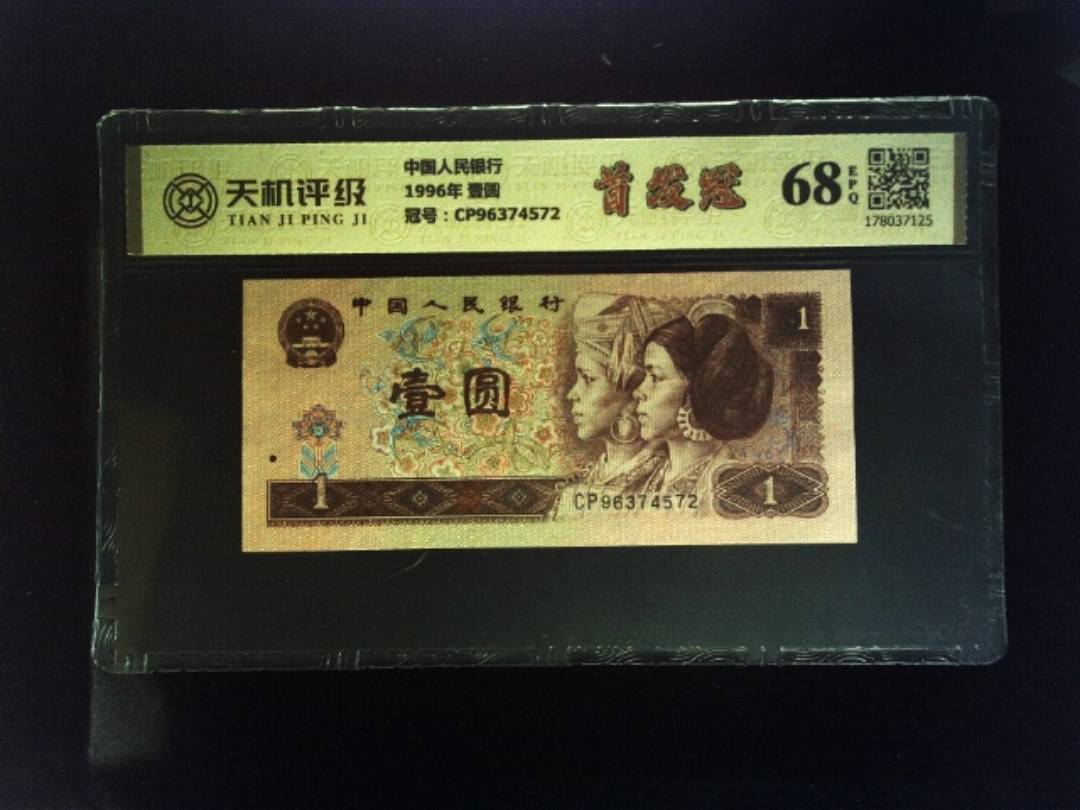 天机评级
TIAN JI PING JI
中国人民银行
1996年 壹圆
冠号：CP96374572
首发冠
68
EPQ
178037125
中国人民银行
1
壹圆
1
CP96374572
1